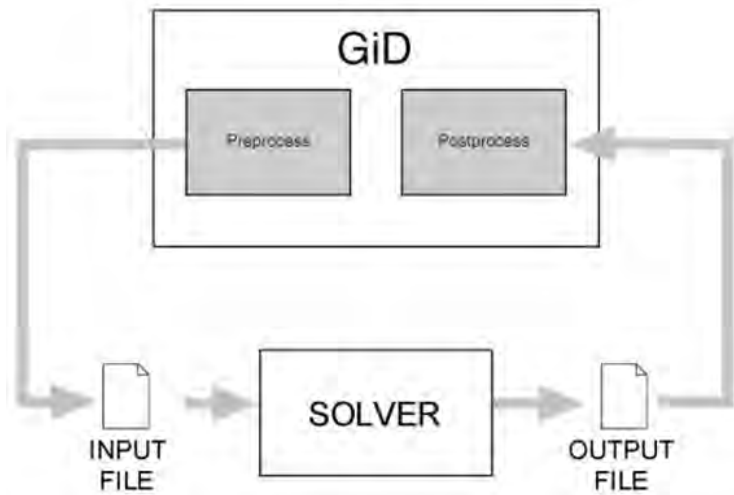 GiD
Preprocess
Postprocess
SOLVER
INPUT
FILE
OUTPUT
FILE